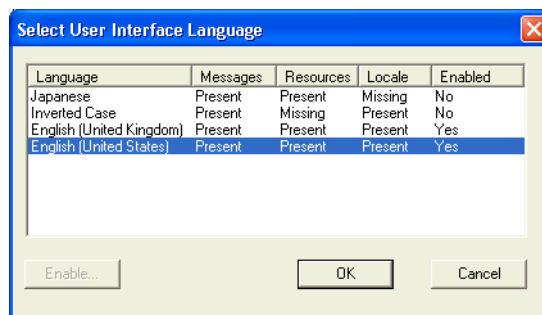 Select User Interface Language
Language Messages Resources Locale Enabled
Japanese Present Present Missing No
Inverted Case Present Missing Present No
English (United Kingdom) Present Present Present Yes
English (United States) Present Present Present Yes
Enable... OK Cancel